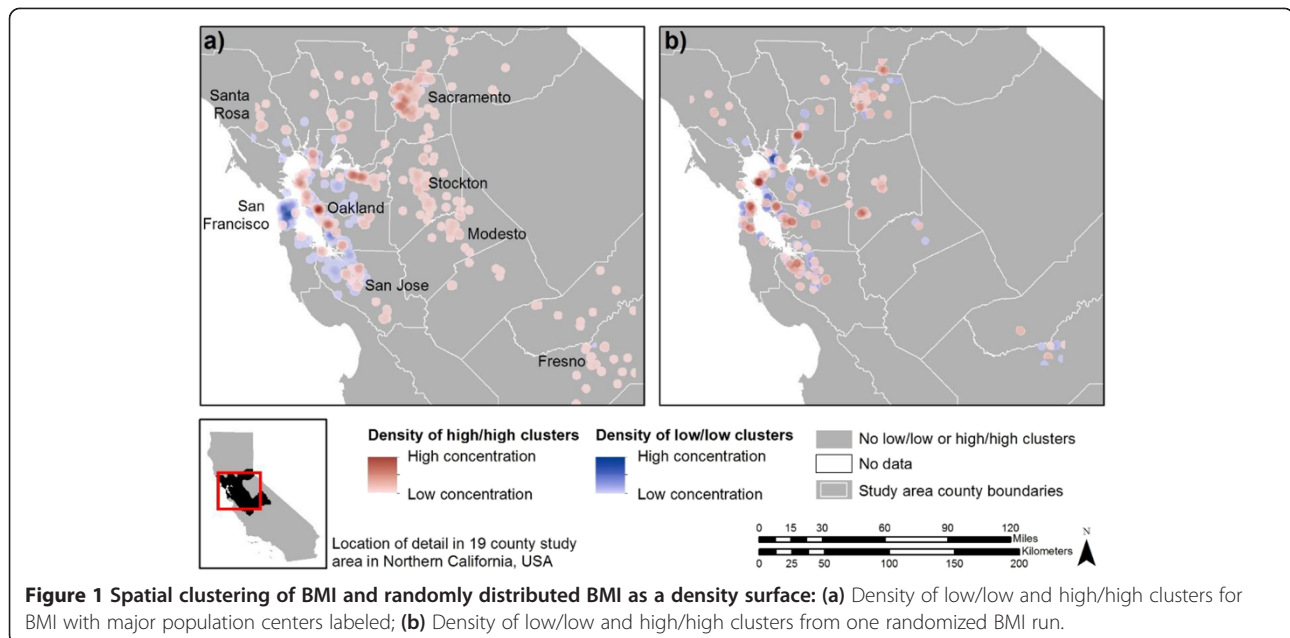 a)
b)
Santa
Rosa
Sacramento
Stockton
San
Francisco
Oakland
Modesto
San Jose
Fresno
Density of high/high clusters
High concentration
Low concentration
Density of low/low clusters
High concentration
Low concentration
No low/low or high/high clusters
No data
Study area county boundaries
Location of detail in 19 county study
area in Northern California, USA
0 15 30 60 90 120
Miles
Kilometers
0 25 50 100 150 200
N
Figure 1 Spatial clustering of BMI and randomly distributed BMI as a density surface: (a) Density of low/low and high/high clusters for
BMI with major population centers labeled; (b) Density of low/low and high/high clusters from one randomized BMI run.